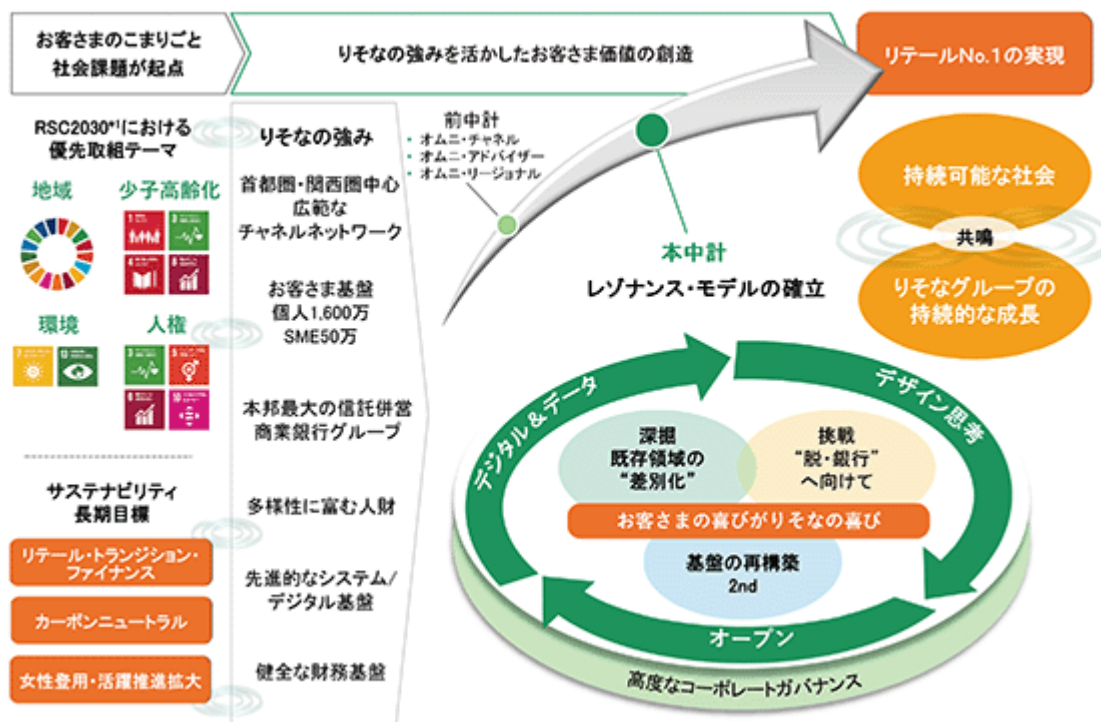 お客さまのこまりごと
社会課題が起点
りそなの強みを活かしたお客さま価値の創造
リテールNo.1の実現
RSC2030*¹における
優先取組テーマ
地域
少子高齢化
環境
人権
サステナビリティ
長期目標
リテール・トランジション・
ファイナンス
カーボンニュートラル
女性登用・活躍推進拡大
りそなの強み
首都圏・関西圏中心
広範な
チャネルネットワーク
お客さま基盤
個人1,600万
SME50万
本邦最大の信託併営
商業銀行グループ
多様性に富む人財
先進的なシステム/
デジタル基盤
健全な財務基盤
前中計
・オムニ・チャネル
・オムニ・アドバイザー
・オムニ・リージョナル
本中計
レゾナンス・モデルの確立
持続可能な社会
共鳴
りそなグループの
持続的な成長
デジタル&データ
デザイン思考
オープン
深掘
既存領域の
“差別化”
挑戦
“脱・銀行”
へ向けて
お客さまの喜びがりそなの喜び
基盤の再構築
2nd
高度なコーポレートガバナンス